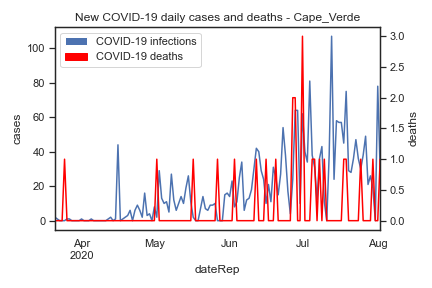 New COVID-19 daily cases and deaths - Cape_Verde
COVID-19 infections
COVID-19 deaths
cases
100
80
60
40
20
0
deaths
3.0
2.5
2.0
1.5
1.0
0.5
0.0
Apr
2020
May
Jun
Jul
Aug
dateRep